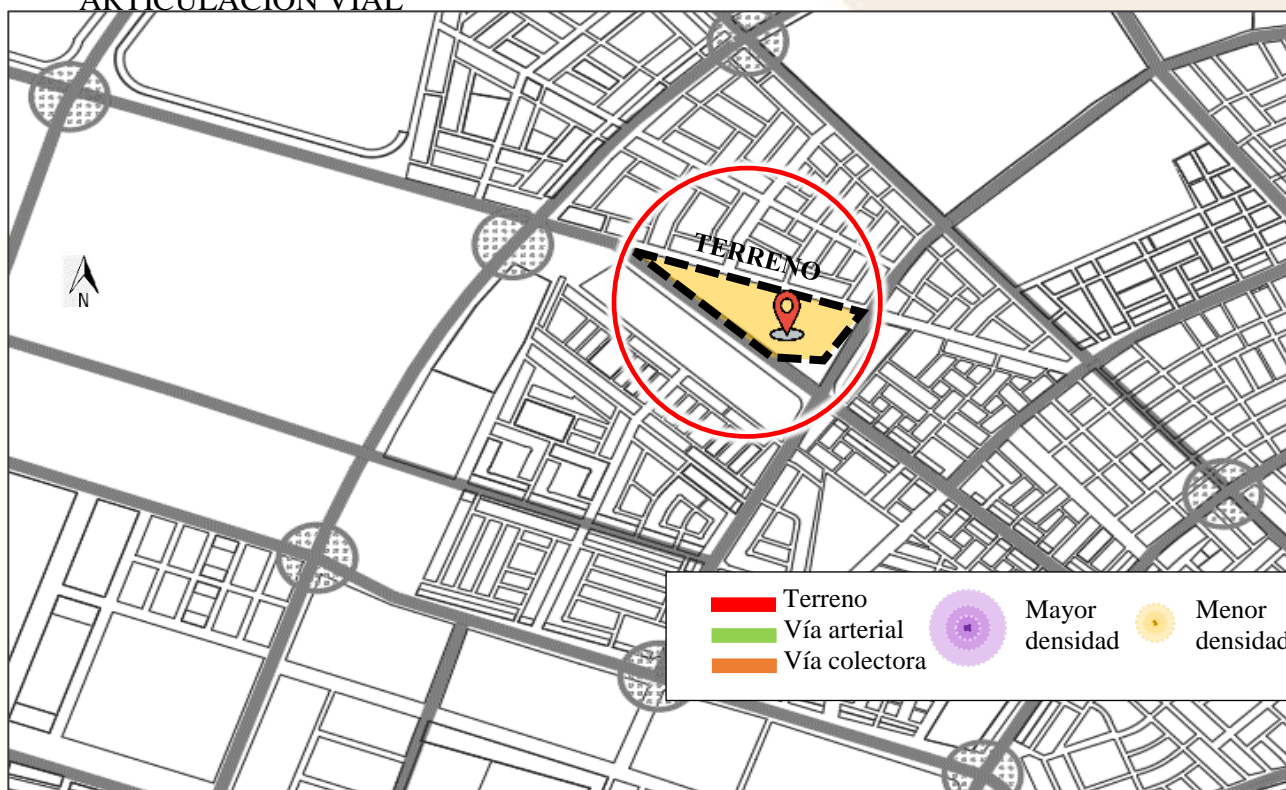 ARTICULACIÓN VIAL
TERRENO
N
Terreno
Vía arterial
Vía colectora
Mayor
densidad
Menor
densidad